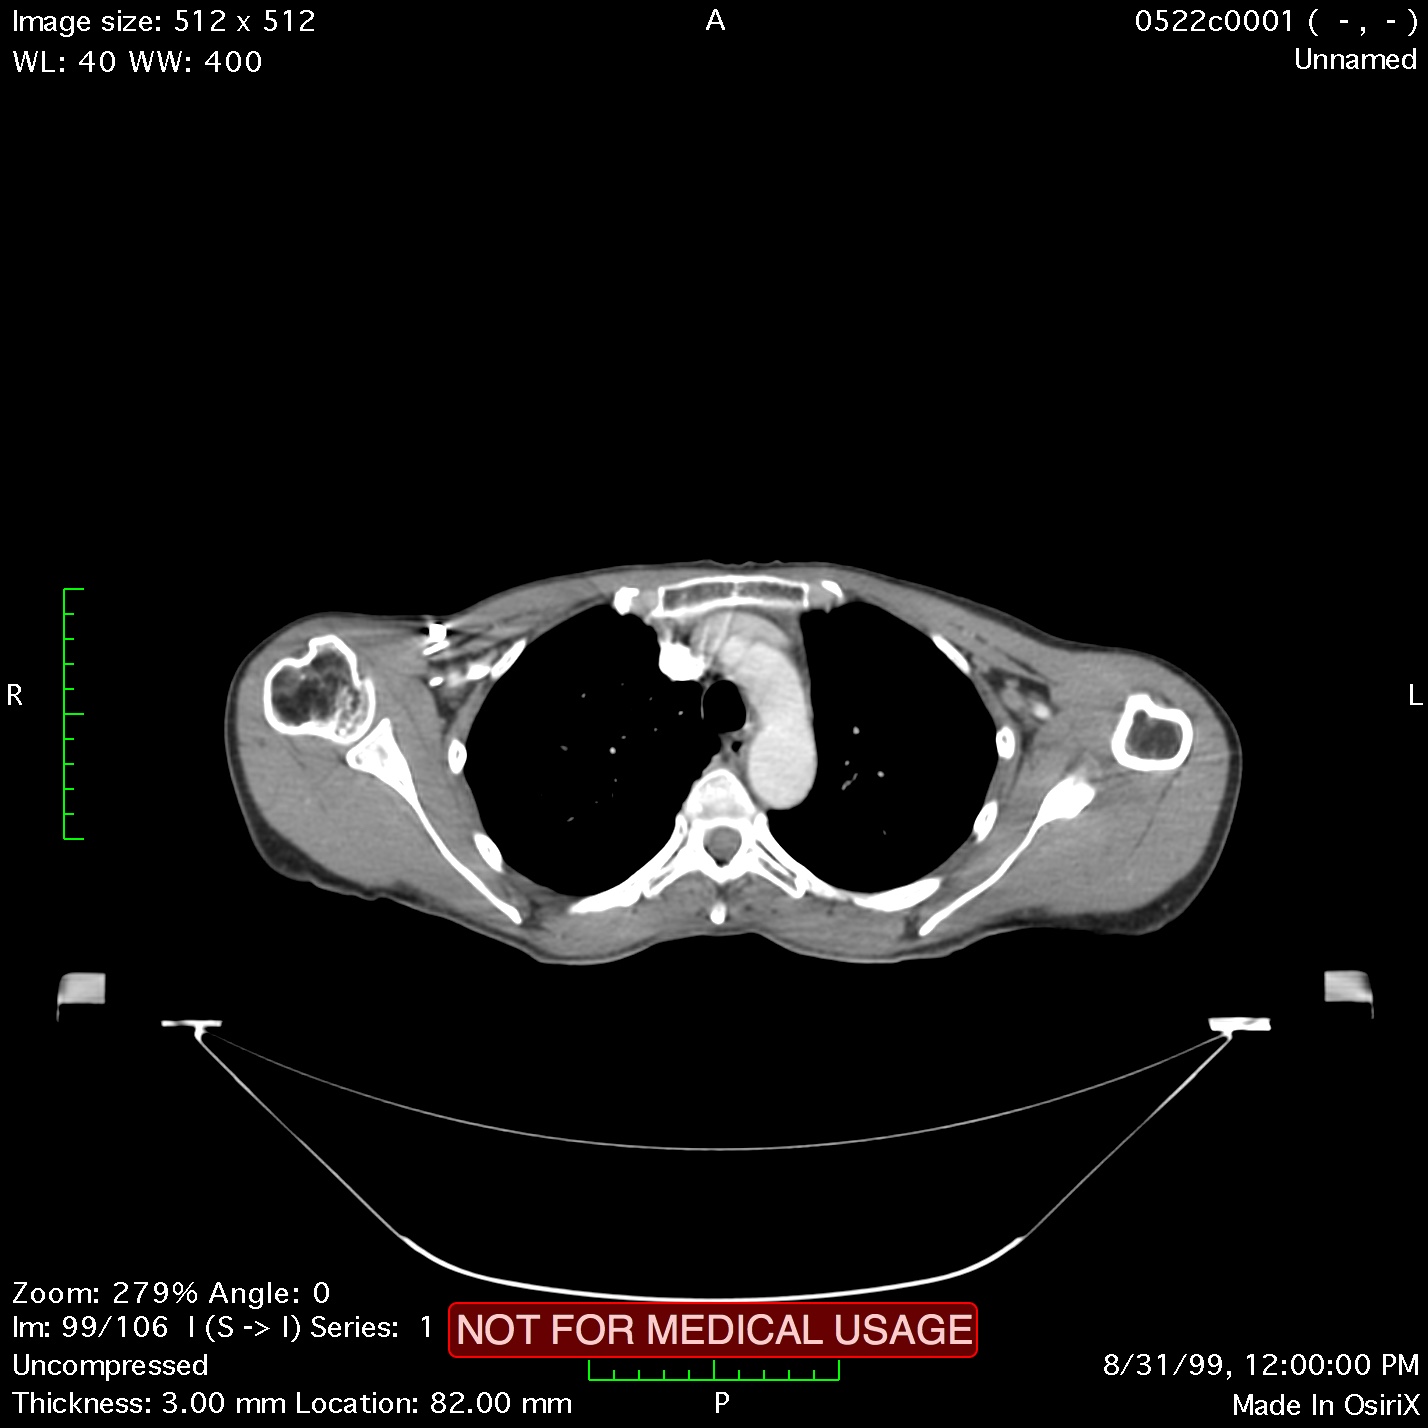 Image size: 512 x 512
WL: 40 WW: 400
A
0522c0001 ( -, -)
Unnamed
R
L
Zoom: 279% Angle: 0
Im: 99/106 I (S -> I) Series: 1
Uncompressed
Thickness: 3.00 mm Location: 82.00 mm
NOT FOR MEDICAL USAGE
P
8/31/99, 12:00:00 PM
Made In OsiriX